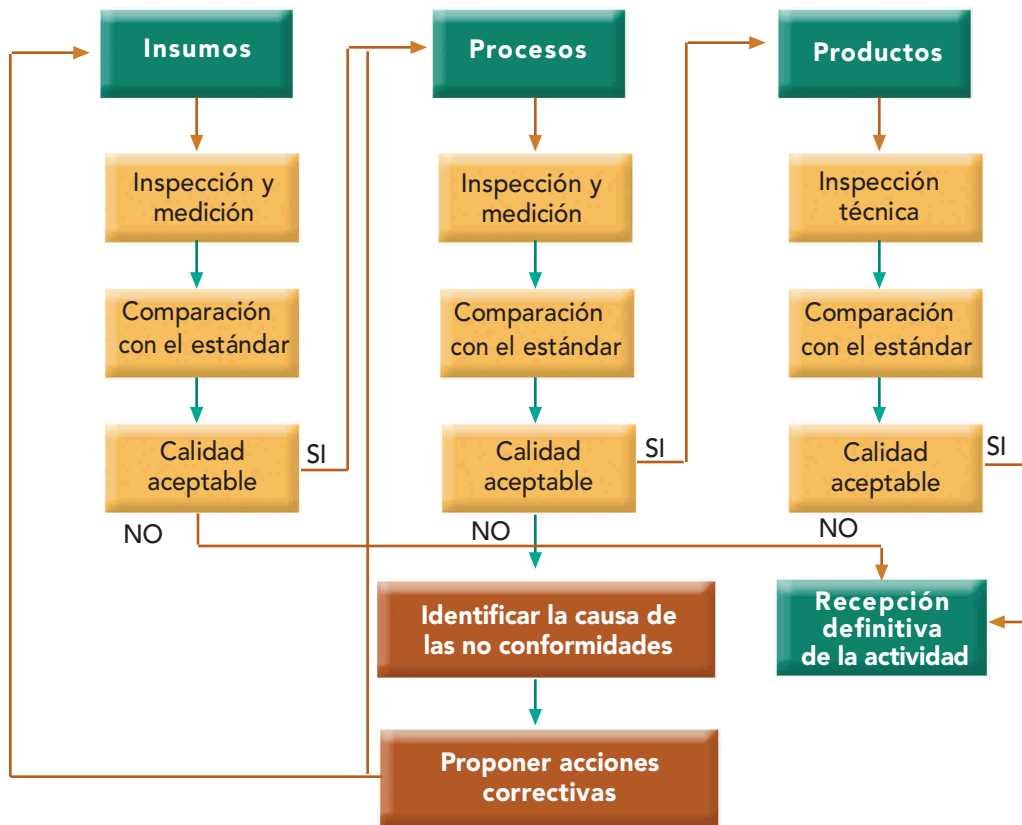 Insumos
Inspección y
medición
Comparación
con el estándar
Calidad
aceptable
SI
NO
Procesos
Inspección y
medición
Comparación
con el estándar
Calidad
aceptable
SI
NO
Identificar la causa de
las no conformidades
Proponer acciones
correctivas
Productos
Inspección
técnica
Comparación
con el estándar
Calidad
aceptable
SI
NO
Recepción
definitiva
de la actividad